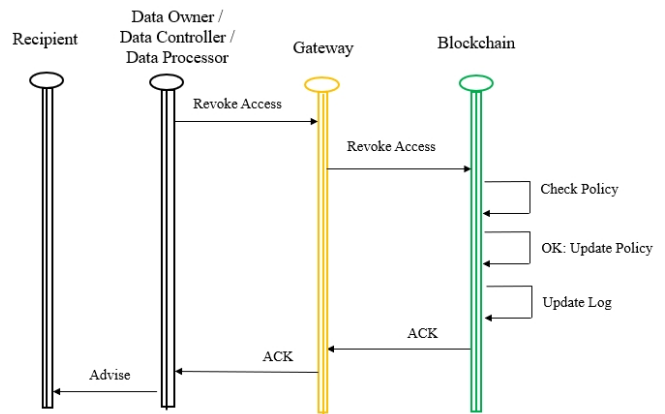 Recipient
Data Owner /
Data Controller /
Data Processor
Gateway
Blockchain
Revoke Access
Revoke Access
Check Policy
OK: Update Policy
Update Log
ACK
ACK
Advise